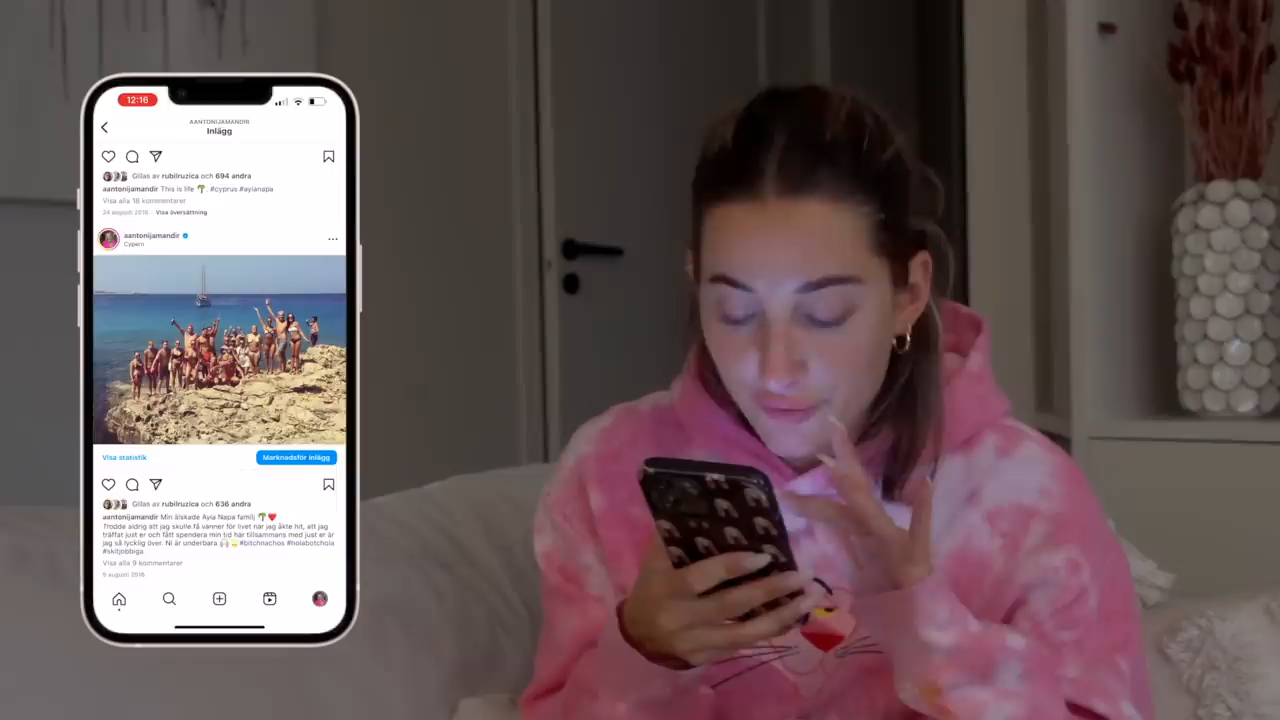 12:16
AANTONIJAMANDIR
Inlägg
Gillas av rubilruzica och 694 andra
aantonijamandir This is life 🌴. #cyprus #ayianapa
Visa alla 18 kommentarer
24 augusti 2016 Visa översättning
aantonijamandir
Cypern
Visa statistik
Marknadsför inlägg
Gillas av rubilruzica och 636 andra
aantonijamandir Min älskade Ayia Napa familj 🌴❤️
Trodde aldrig att jag skulle få vänner för livet när jag åkte hit, att jag
träffat just er och fått spendera min tid här tillsammans med just er är
jag så lycklig över. Ni är underbara 🙌🏻⭐️#bitchnachos #holabotchola
#skitjobbiga
Visa alla 9 kommentarer
9 augusti 2016